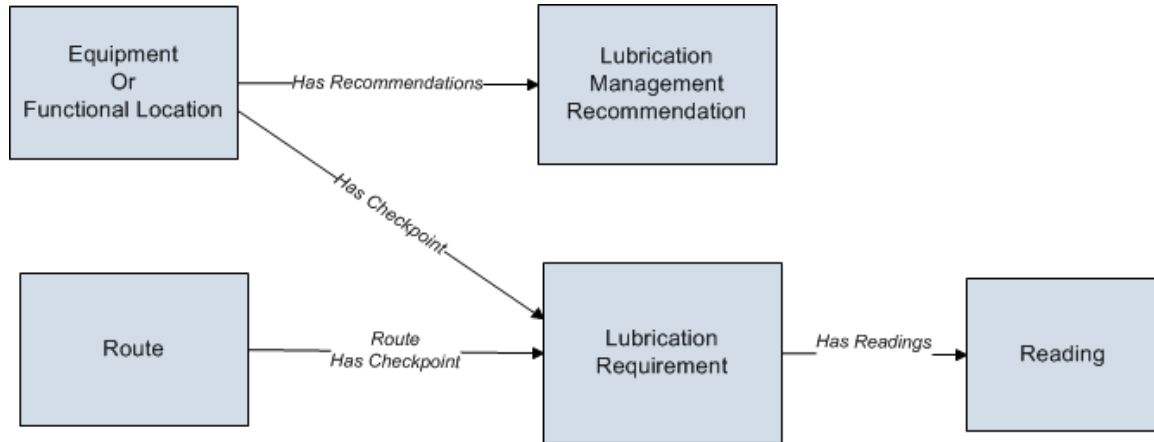 Equipment
Or
Functional Location
Has Recommendations
Lubrication
Management
Recommendation
Has Checkpoint
Route
Route
Has Checkpoint
Lubrication
Requirement
Has Readings
Reading